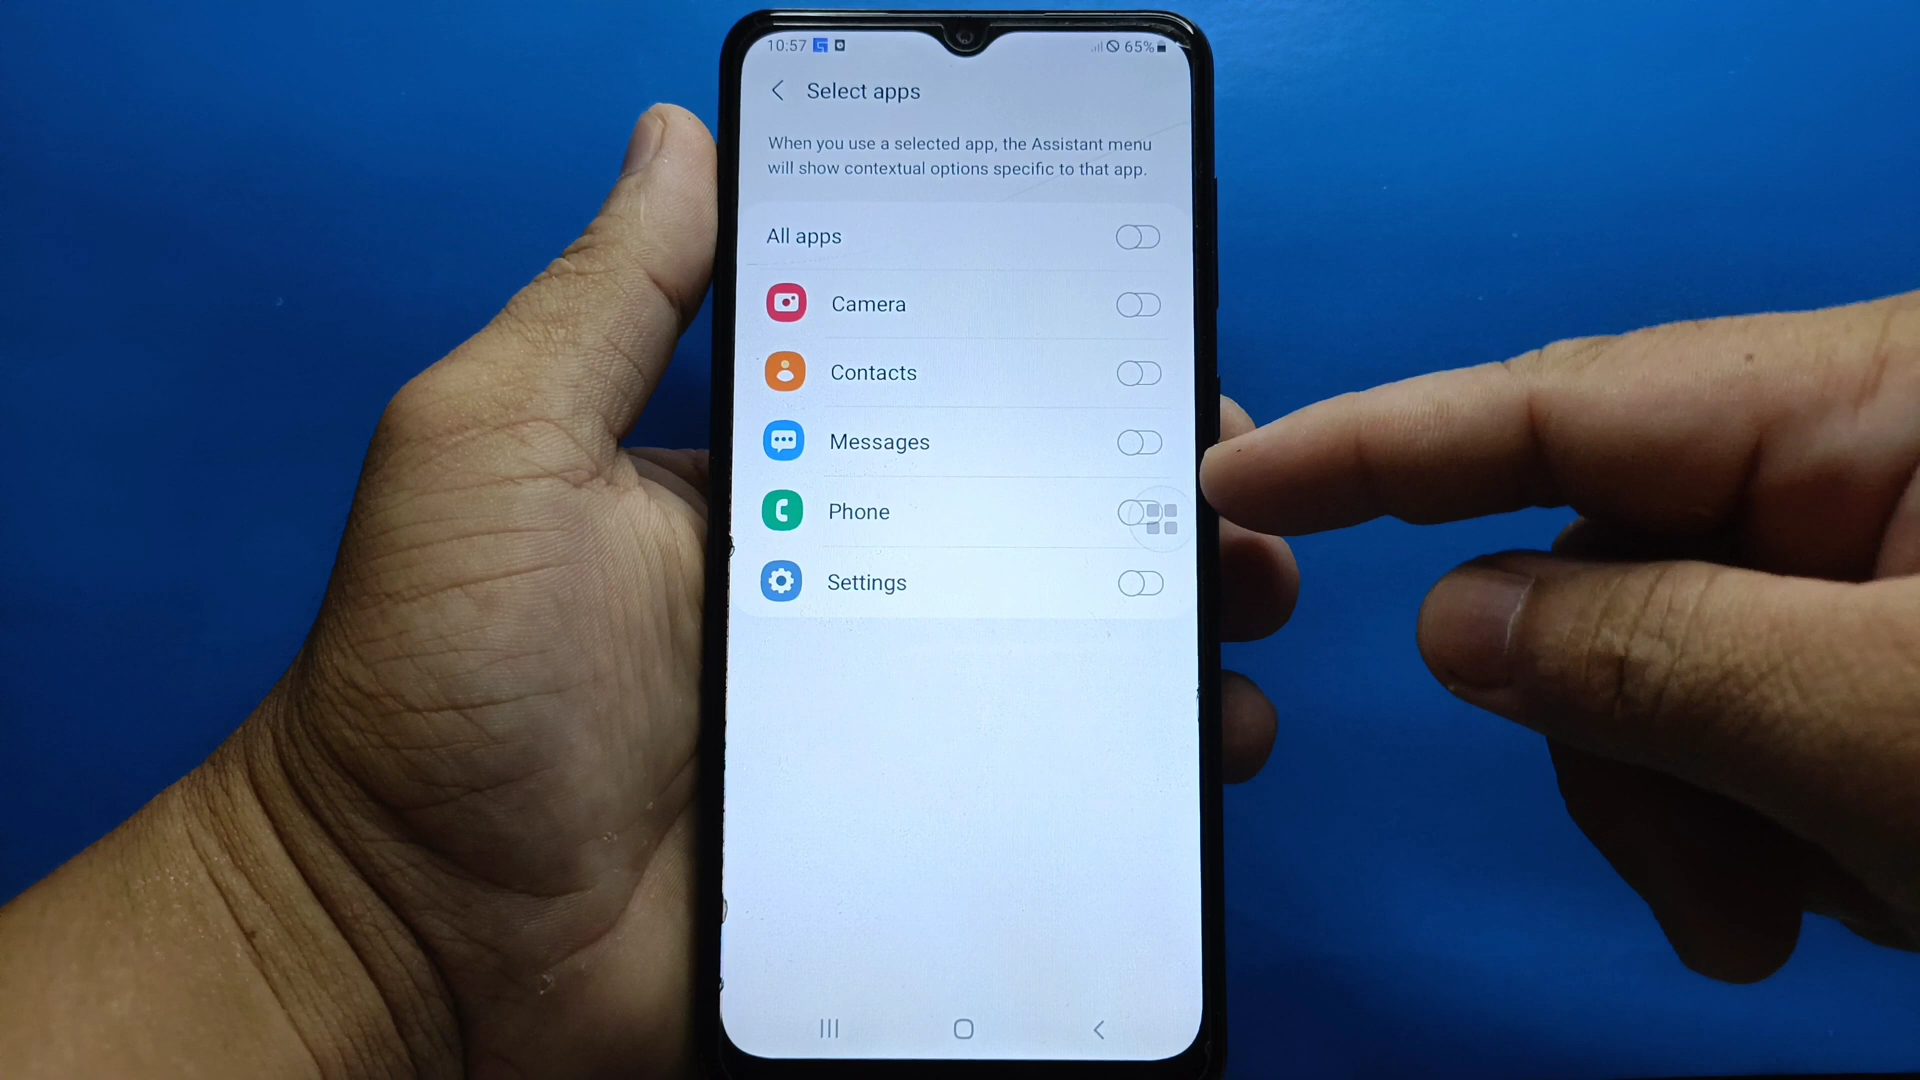 10:57
65%
Select apps
When you use a selected app, the Assistant menu
will show contextual options specific to that app.
All apps
Camera
Contacts
Messages
Phone
Settings